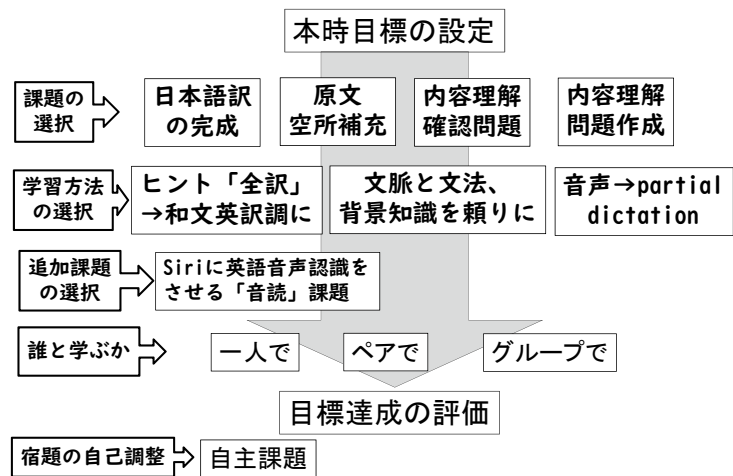 本時目標の設定
課題の
選択
日本語訳
の完成
原文
空所補充
内容理解
確認問題
内容理解
問題作成
学習方法
の選択
ヒント「全訳」
→和文英訳調に
文脈と文法、
背景知識を頼りに
音声→partial
dictation
追加課題
の選択
Siriに英語音声認識を
させる「音読」課題
誰と学ぶか
一人で
ペアで
グループで
目標達成の評価
宿題の自己調整
自主課題